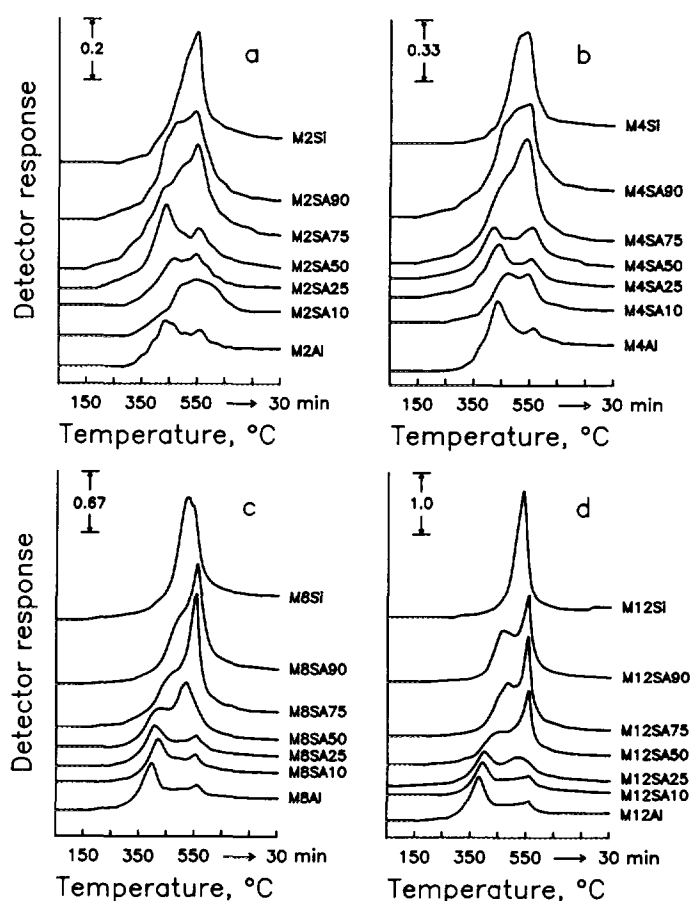 0.2
a
M2Si
M2SA90
M2SA75
M2SA50
M2SA25
M2SA10
M2Al
Detector response
150 350 550 → 30 min
Temperature, °C
0.33
b
M4Si
M4SA90
M4SA75
M4SA50
M4SA25
M4SA10
M4Al
150 350 550 → 30 min
Temperature, °C
0.67
c
M8Si
M8SA90
M8SA75
M8SA50
M8SA25
M8SA10
M8Al
Detector response
150 350 550 → 30 min
Temperature, °C
1.0
d
M12Si
M12SA90
M12SA75
M12SA50
M12SA25
M12SA10
M12Al
150 350 550 → 30 min
Temperature, °C